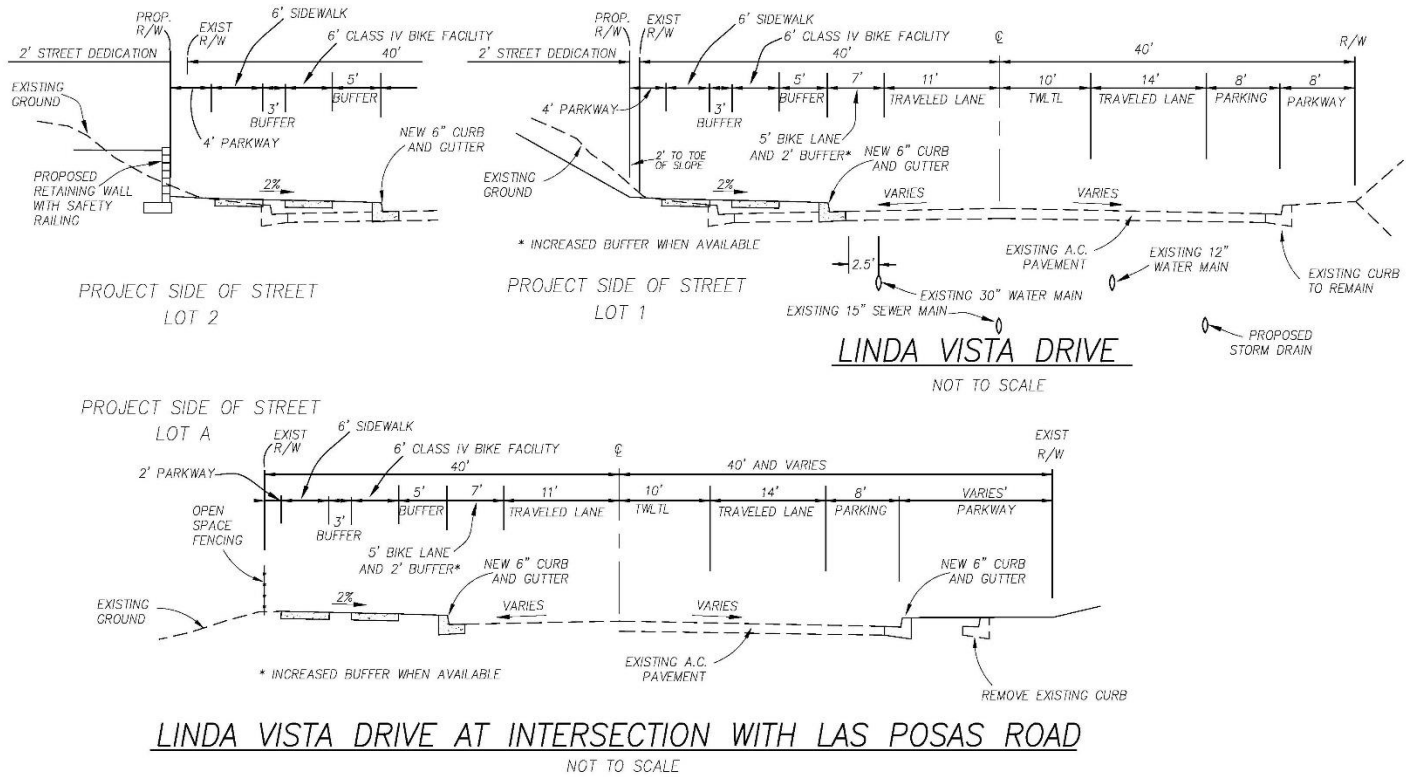 PROP.
R/W
EXIST
R/W
6' SIDEWALK
6' CLASS IV BIKE FACILITY
2' STREET DEDICATION
40'
EXISTING
GROUND
5'
BUFFER
3'
BUFFER
4' PARKWAY
NEW 6" CURB
AND GUTTER
PROPOSED
RETAINING WALL
WITH SAFETY
RAILING
2%
PROJECT SIDE OF STREET
LOT 2
PROP.
R/W
EXIST
R/W
6' SIDEWALK
6' CLASS IV BIKE FACILITY
℄
R/W
2' STREET DEDICATION
40'
40'
5'
BUFFER
7'
11'
TRAVELED LANE
10'
TWLTL
14'
TRAVELED LANE
8'
PARKING
8'
PARKWAY
4' PARKWAY
3'
BUFFER
5' BIKE LANE
AND 2' BUFFER*
NEW 6" CURB
AND GUTTER
2' TO TOE
OF SLOPE
EXISTING
GROUND
2%
VARIES
VARIES
* INCREASED BUFFER WHEN AVAILABLE
EXISTING A.C.
PAVEMENT
EXISTING 12"
WATER MAIN
EXISTING CURB
TO REMAIN
2.5'
EXISTING 30" WATER MAIN
EXISTING 15" SEWER MAIN
PROPOSED
STORM DRAIN
PROJECT SIDE OF STREET
LOT 1
LINDA VISTA DRIVE
NOT TO SCALE
PROJECT SIDE OF STREET
LOT A
EXIST
R/W
6' SIDEWALK
6' CLASS IV BIKE FACILITY
℄
EXIST
R/W
2' PARKWAY
40'
40' AND VARIES
5'
BUFFER
7'
11'
TRAVELED LANE
10'
TWLTL
14'
TRAVELED LANE
8'
PARKING
VARIES'
PARKWAY
OPEN
SPACE
FENCING
3'
BUFFER
5' BIKE LANE
AND 2' BUFFER*
NEW 6" CURB
AND GUTTER
NEW 6" CURB
AND GUTTER
EXISTING
GROUND
2%
VARIES
VARIES
* INCREASED BUFFER WHEN AVAILABLE
EXISTING A.C.
PAVEMENT
REMOVE EXISTING CURB
LINDA VISTA DRIVE AT INTERSECTION WITH LAS POSAS ROAD
NOT TO SCALE